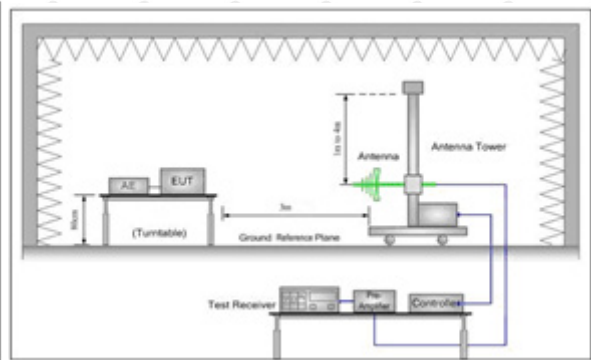 1m to 4m
Antenna
Antenna Tower
AE
EUT
3m
80cm
(Turntable)
Ground Reference Plane
Test Receiver
Pre-
Amplifier
Controller